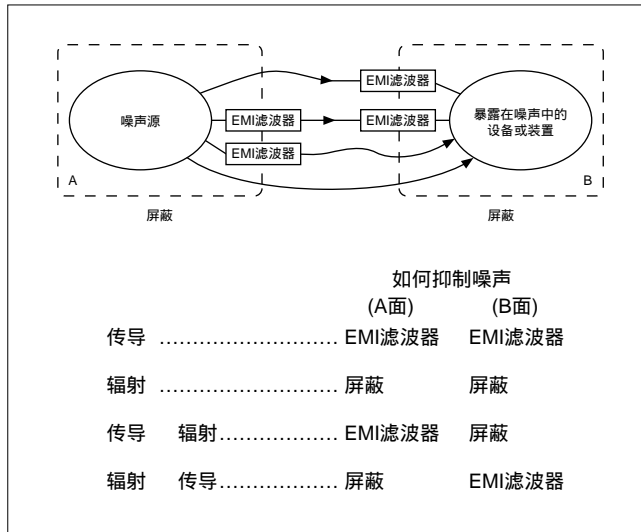 EMI滤波器
噪声源
EMI滤波器
EMI滤波器
暴露在噪声中的
设备或装置
EMI滤波器
A
B
屏蔽
屏蔽
如何抑制噪声
(A面) (B面)
传导 .......................... EMI滤波器 EMI滤波器
辐射 .......................... 屏蔽 屏蔽
传导 辐射 ................. EMI滤波器 屏蔽
辐射 传导 ................. 屏蔽 EMI滤波器